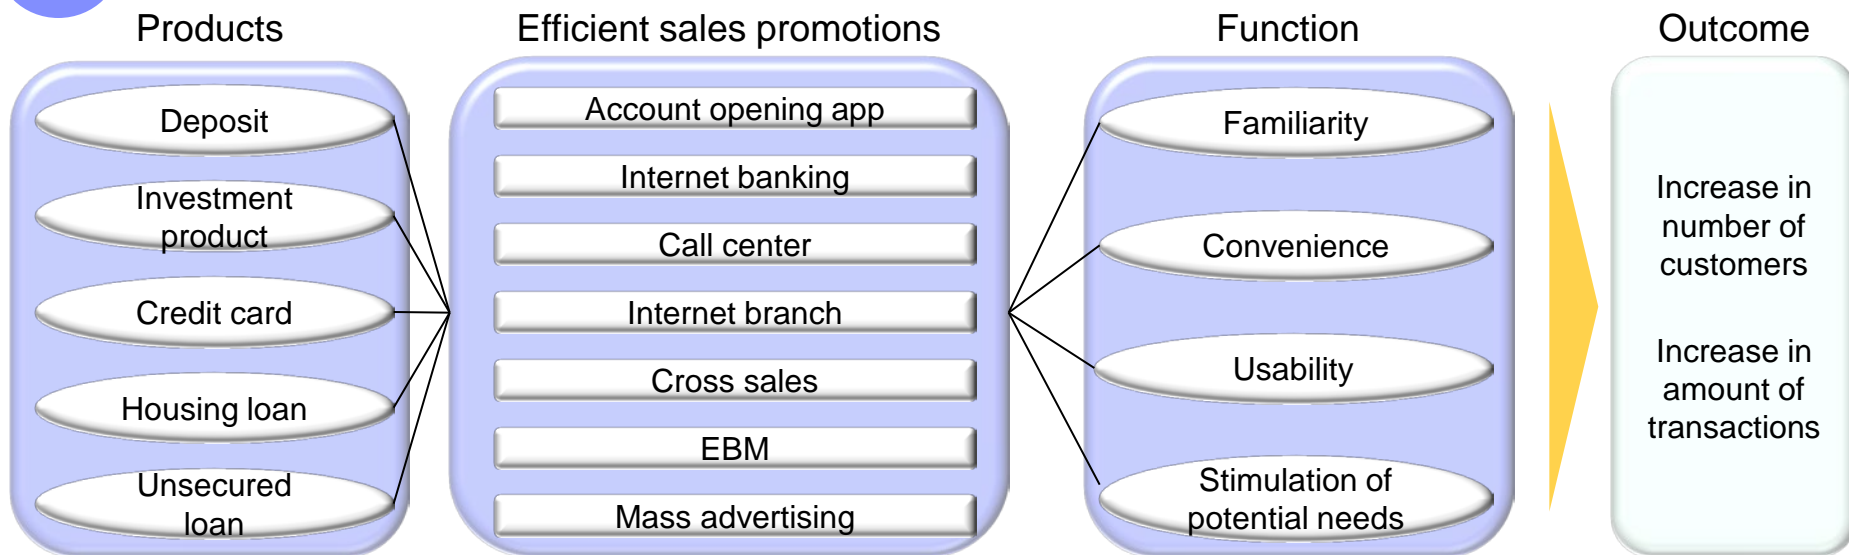 Products
Efficient sales promotions
Function
Outcome
Deposit
Investment
product
Credit card
Housing loan
Unsecured
loan
Account opening app
Internet banking
Call center
Internet branch
Cross sales
EBM
Mass advertising
Familiarity
Convenience
Usability
Stimulation of
potential needs
Increase in
number of
customers
Increase in
amount of
transactions